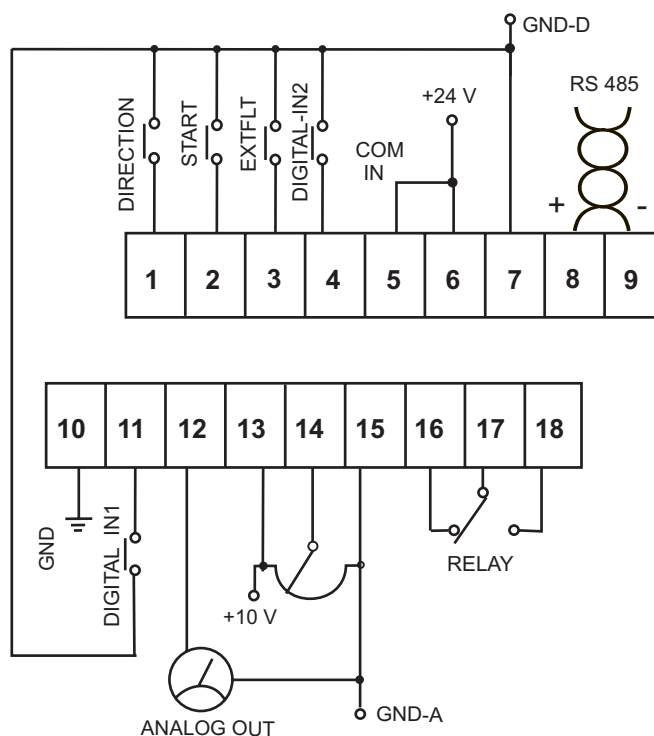 GND-D
RS 485
+24 V
DIRECTION
START
EXTFLT
DIGITAL-IN2
COM
IN
+
-
1
2
3
4
5
6
7
8
9
10
11
12
13
14
15
16
17
18
GND
DIGITAL IN1
+10 V
RELAY
ANALOG OUT
GND-A